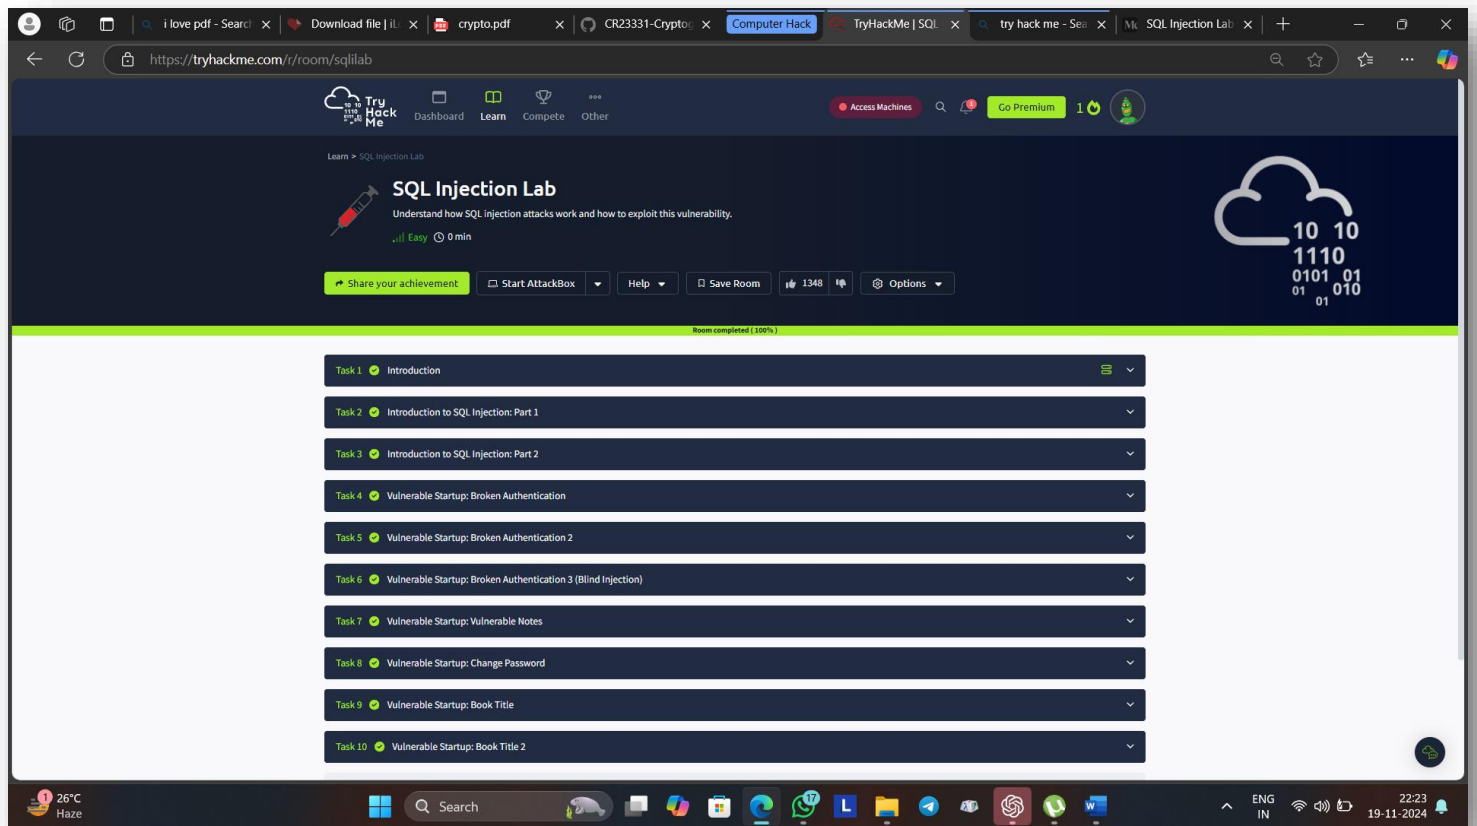 i love pdf - Search
Download file | iLo
crypto.pdf
CR23331-Cryptog
Computer Hack
TryHackMe | SQL
try hack me - Sea
SQL Injection Lab
https://tryhackme.com/r/room/sqlilab
Try
Hack
Me
Dashboard
Learn
Compete
Other
Access Machines
3
Go Premium
1
Learn > SQL Injection Lab
SQL Injection Lab
Understand how SQL injection attacks work and how to exploit this vulnerability.
Easy 0 min
Share your achievement
Start AttackBox
Help
Save Room
1348
Options
10 10
1110
0101 01
01 010
01
Room completed ( 100% )
Task 1 Introduction
Task 2 Introduction to SQL Injection: Part 1
Task 3 Introduction to SQL Injection: Part 2
Task 4 Vulnerable Startup: Broken Authentication
Task 5 Vulnerable Startup: Broken Authentication 2
Task 6 Vulnerable Startup: Broken Authentication 3 (Blind Injection)
Task 7 Vulnerable Startup: Vulnerable Notes
Task 8 Vulnerable Startup: Change Password
Task 9 Vulnerable Startup: Book Title
Task 10 Vulnerable Startup: Book Title 2
1
26°C
Haze
Search
17
L
ENG
IN
22:23
19-11-2024